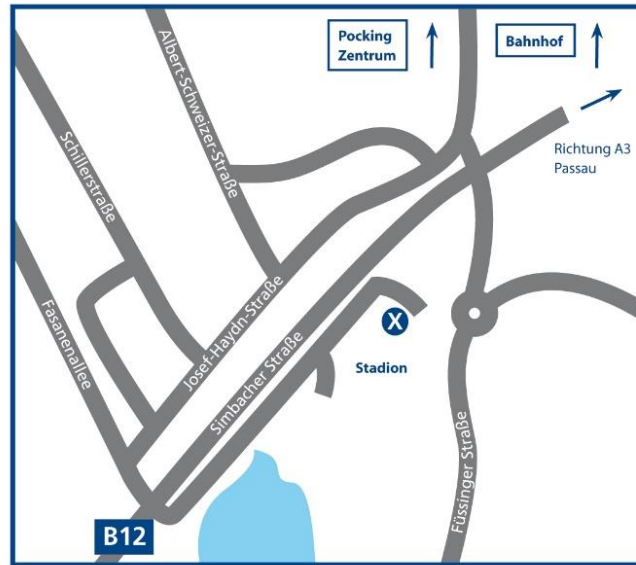 Pocking
Zentrum
Bahnhof
Richtung A3
Passau
Albert-Schweizer-Straße
Schillerstraße
Fasanenallee
Josef-Haydn-Straße
Simbacher Straße
X
Stadion
Füssinger Straße
B12